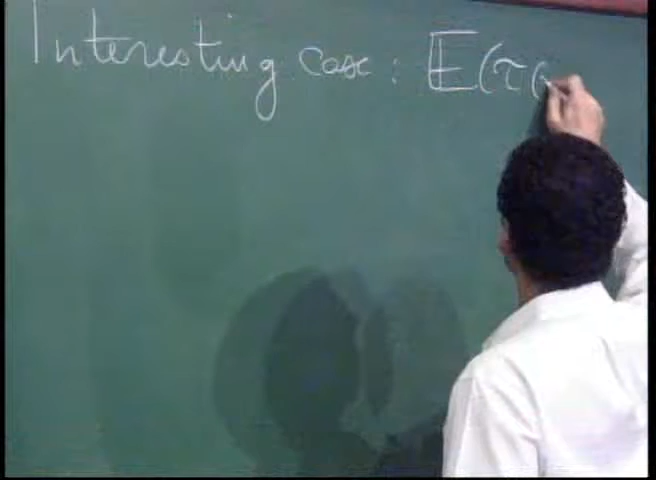 Interesting case : 𝔼(τ(